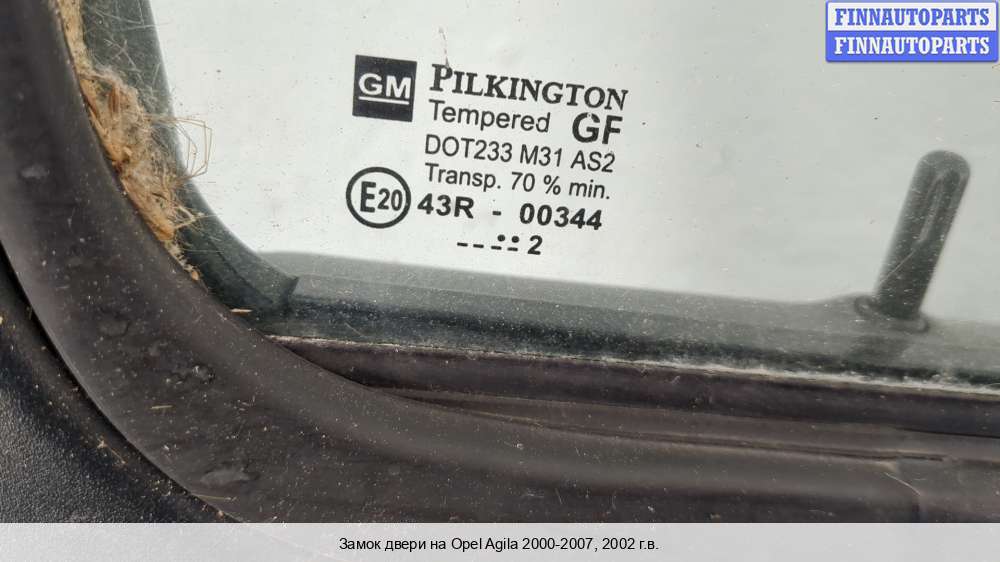 FINNAUTOPARTS
FINNAUTOPARTS
GM PILKINGTON
Tempered GF
DOT233 M31 AS2
Transp. 70 % min.
E20 43R - 00344
----•• 2
Замок двери на Opel Agila 2000-2007, 2002 г.в.